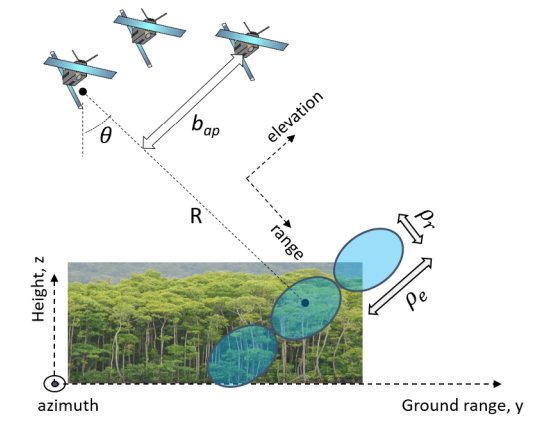 θ
b_ap
elevation
R
range
ρ_r
ρ_e
Height, z
azimuth
Ground range, y